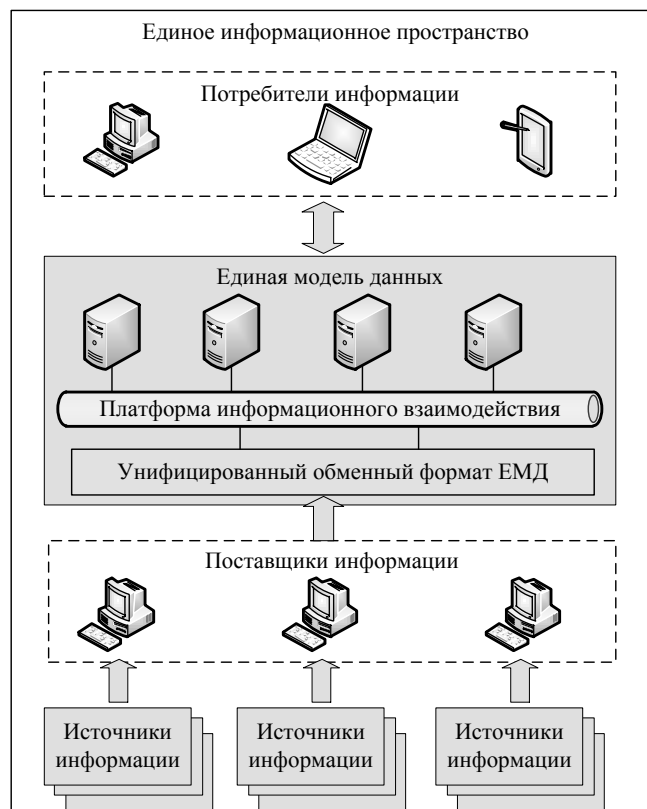 Единое информационное пространство
Потребители информации
Единая модель данных
Платформа информационного взаимодействия
Унифицированный обменный формат ЕМД
Поставщики информации
Источники
информации
Источники
информации
Источники
информации